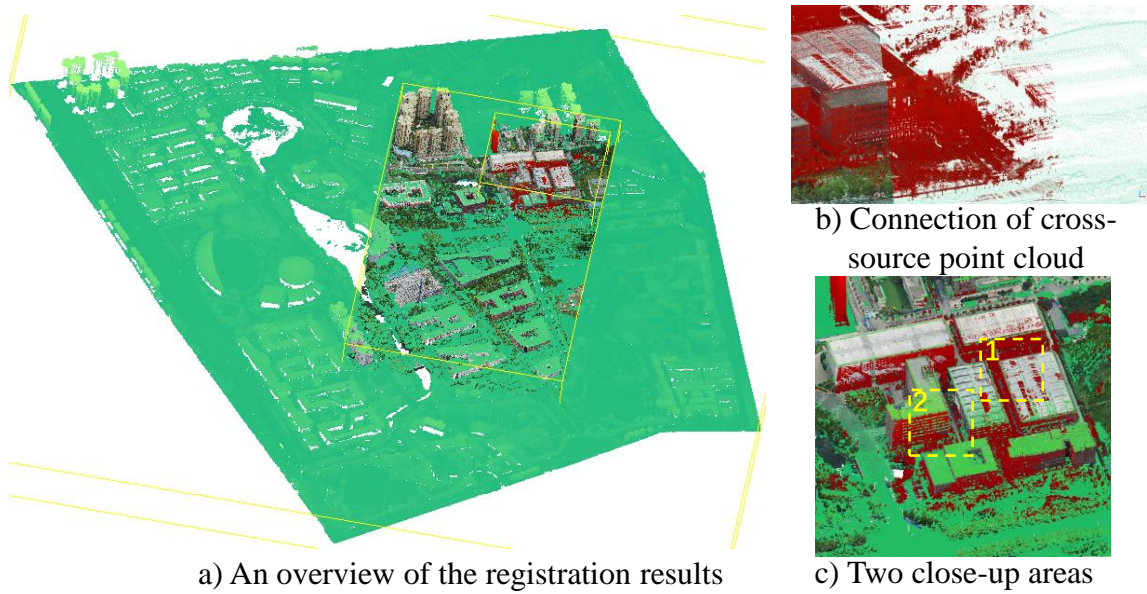 b) Connection of cross-
source point cloud
1
2
a) An overview of the registration results
c) Two close-up areas